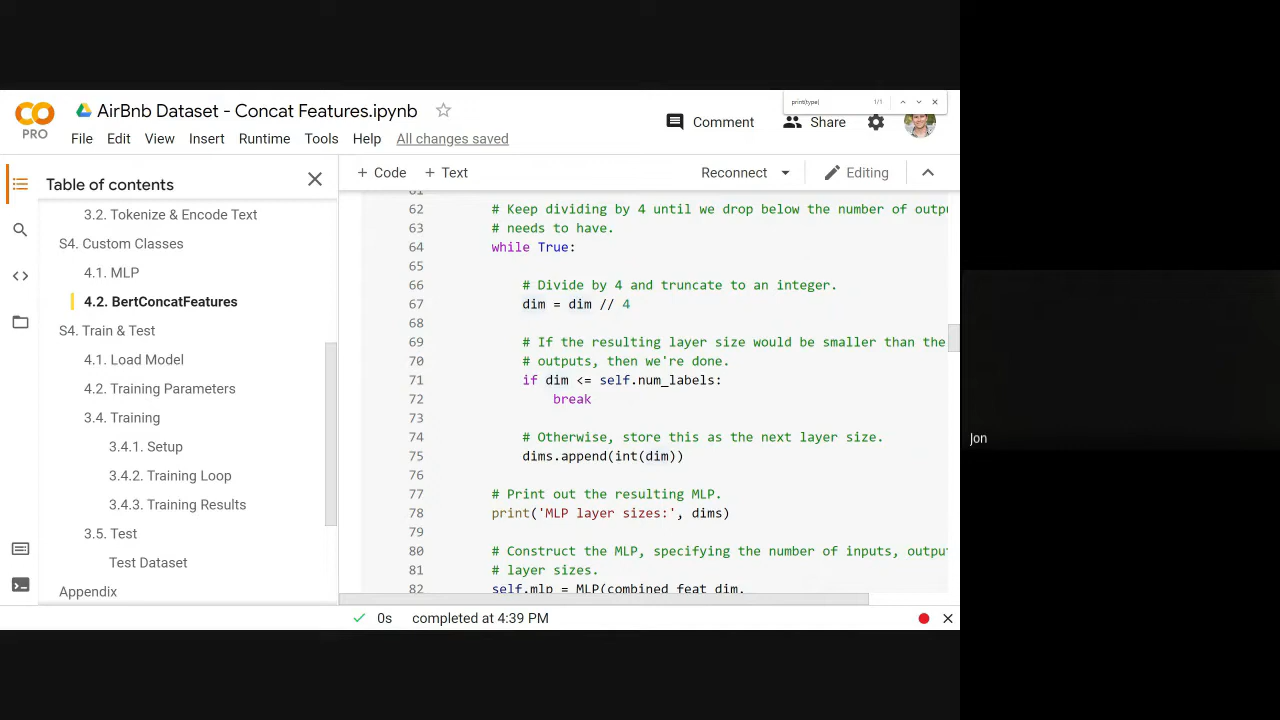 CO
PRO
AirBnb Dataset - Concat Features.ipynb
File Edit View Insert Runtime Tools Help All changes saved
print(type| 1/1
Comment
Share
Table of contents
3.2. Tokenize & Encode Text
S4. Custom Classes
4.1. MLP
4.2. BertConcatFeatures
S4. Train & Test
4.1. Load Model
4.2. Training Parameters
3.4. Training
3.4.1. Setup
3.4.2. Training Loop
3.4.3. Training Results
3.5. Test
Test Dataset
Appendix
+ Code + Text
Reconnect
Editing
61
62 # Keep dividing by 4 until we drop below the number of outpu
63 # needs to have.
64 while True:
65
66 # Divide by 4 and truncate to an integer.
67 dim = dim // 4
68
69 # If the resulting layer size would be smaller than the
70 # outputs, then we're done.
71 if dim <= self.num_labels:
72 break
73
74 # Otherwise, store this as the next layer size.
75 dims.append(int(dim))
76
77 # Print out the resulting MLP.
78 print('MLP layer sizes:', dims)
79
80 # Construct the MLP, specifying the number of inputs, outpu
81 # layer sizes.
82 self.mlp = MLP(combined_feat_dim,
0s completed at 4:39 PM
Jon